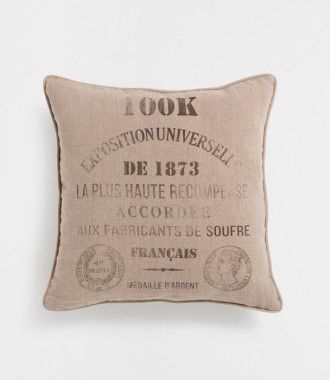 100K
EXPOSITION UNIVERSELLE
DE 1873
LA PLUS HAUTE RECOMPENSE
ACCORDEE
AUX FABRICANTS DE SOUFRE
FRANÇAIS
MEDAILLE D'ARGENT